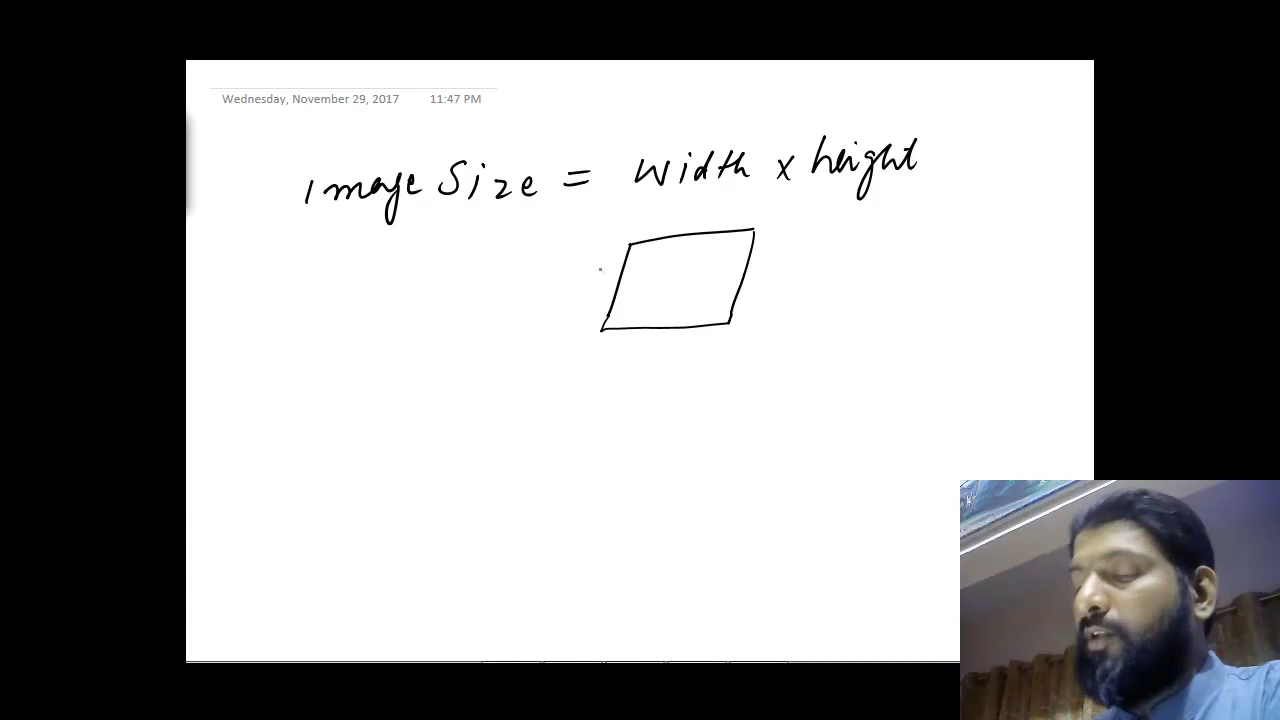 Wednesday, November 29, 2017 11:47 PM
Image Size = Width x height